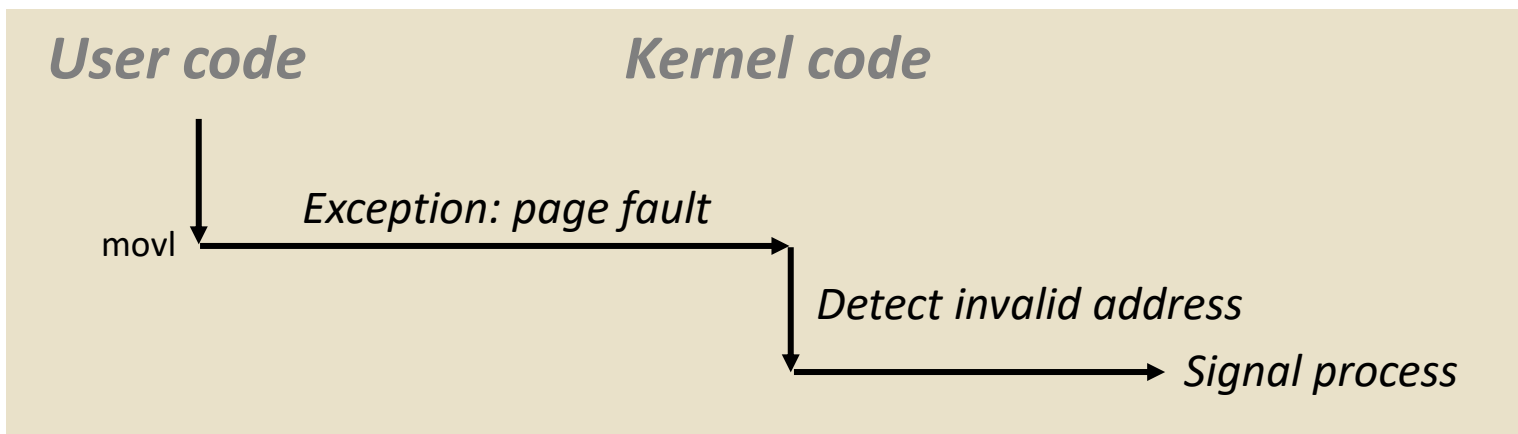 User code
Kernel code
Exception: page fault
movl
Detect invalid address
Signal process